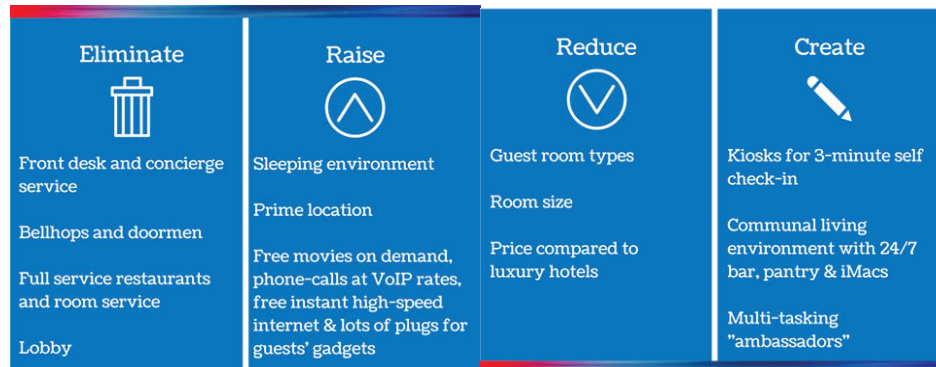 Eliminate
Front desk and concierge
service
Bellhops and doormen
Full service restaurants
and room service
Lobby
Raise
Sleeping environment
Prime location
Free movies on demand,
phone-calls at VoIP rates,
free instant high-speed
internet & lots of plugs for
guests' gadgets
Reduce
Guest room types
Room size
Price compared to
luxury hotels
Create
Kiosks for 3-minute self
check-in
Communal living
environment with 24/7
bar, pantry & iMacs
Multi-tasking
”ambassadors”